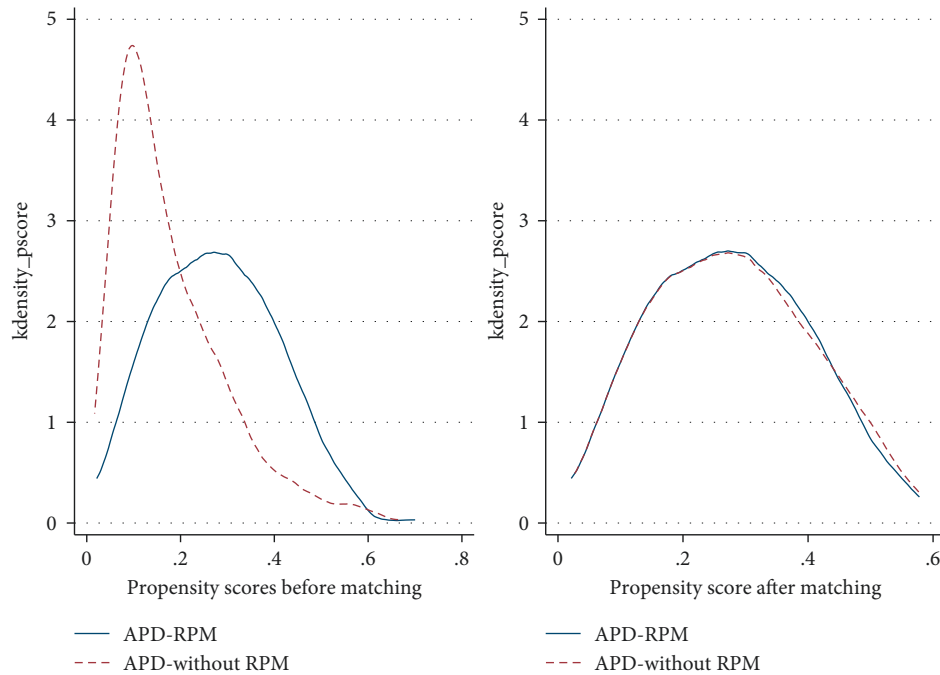 5
4
3
2
1
0
kdensity_pscore
0
.2
.4
.6
.8
Propensity scores before matching
APD-RPM
APD-without RPM
5
4
3
2
1
0
kdensity_pscore
0
.2
.4
.6
Propensity score after matching
APD-RPM
APD-without RPM